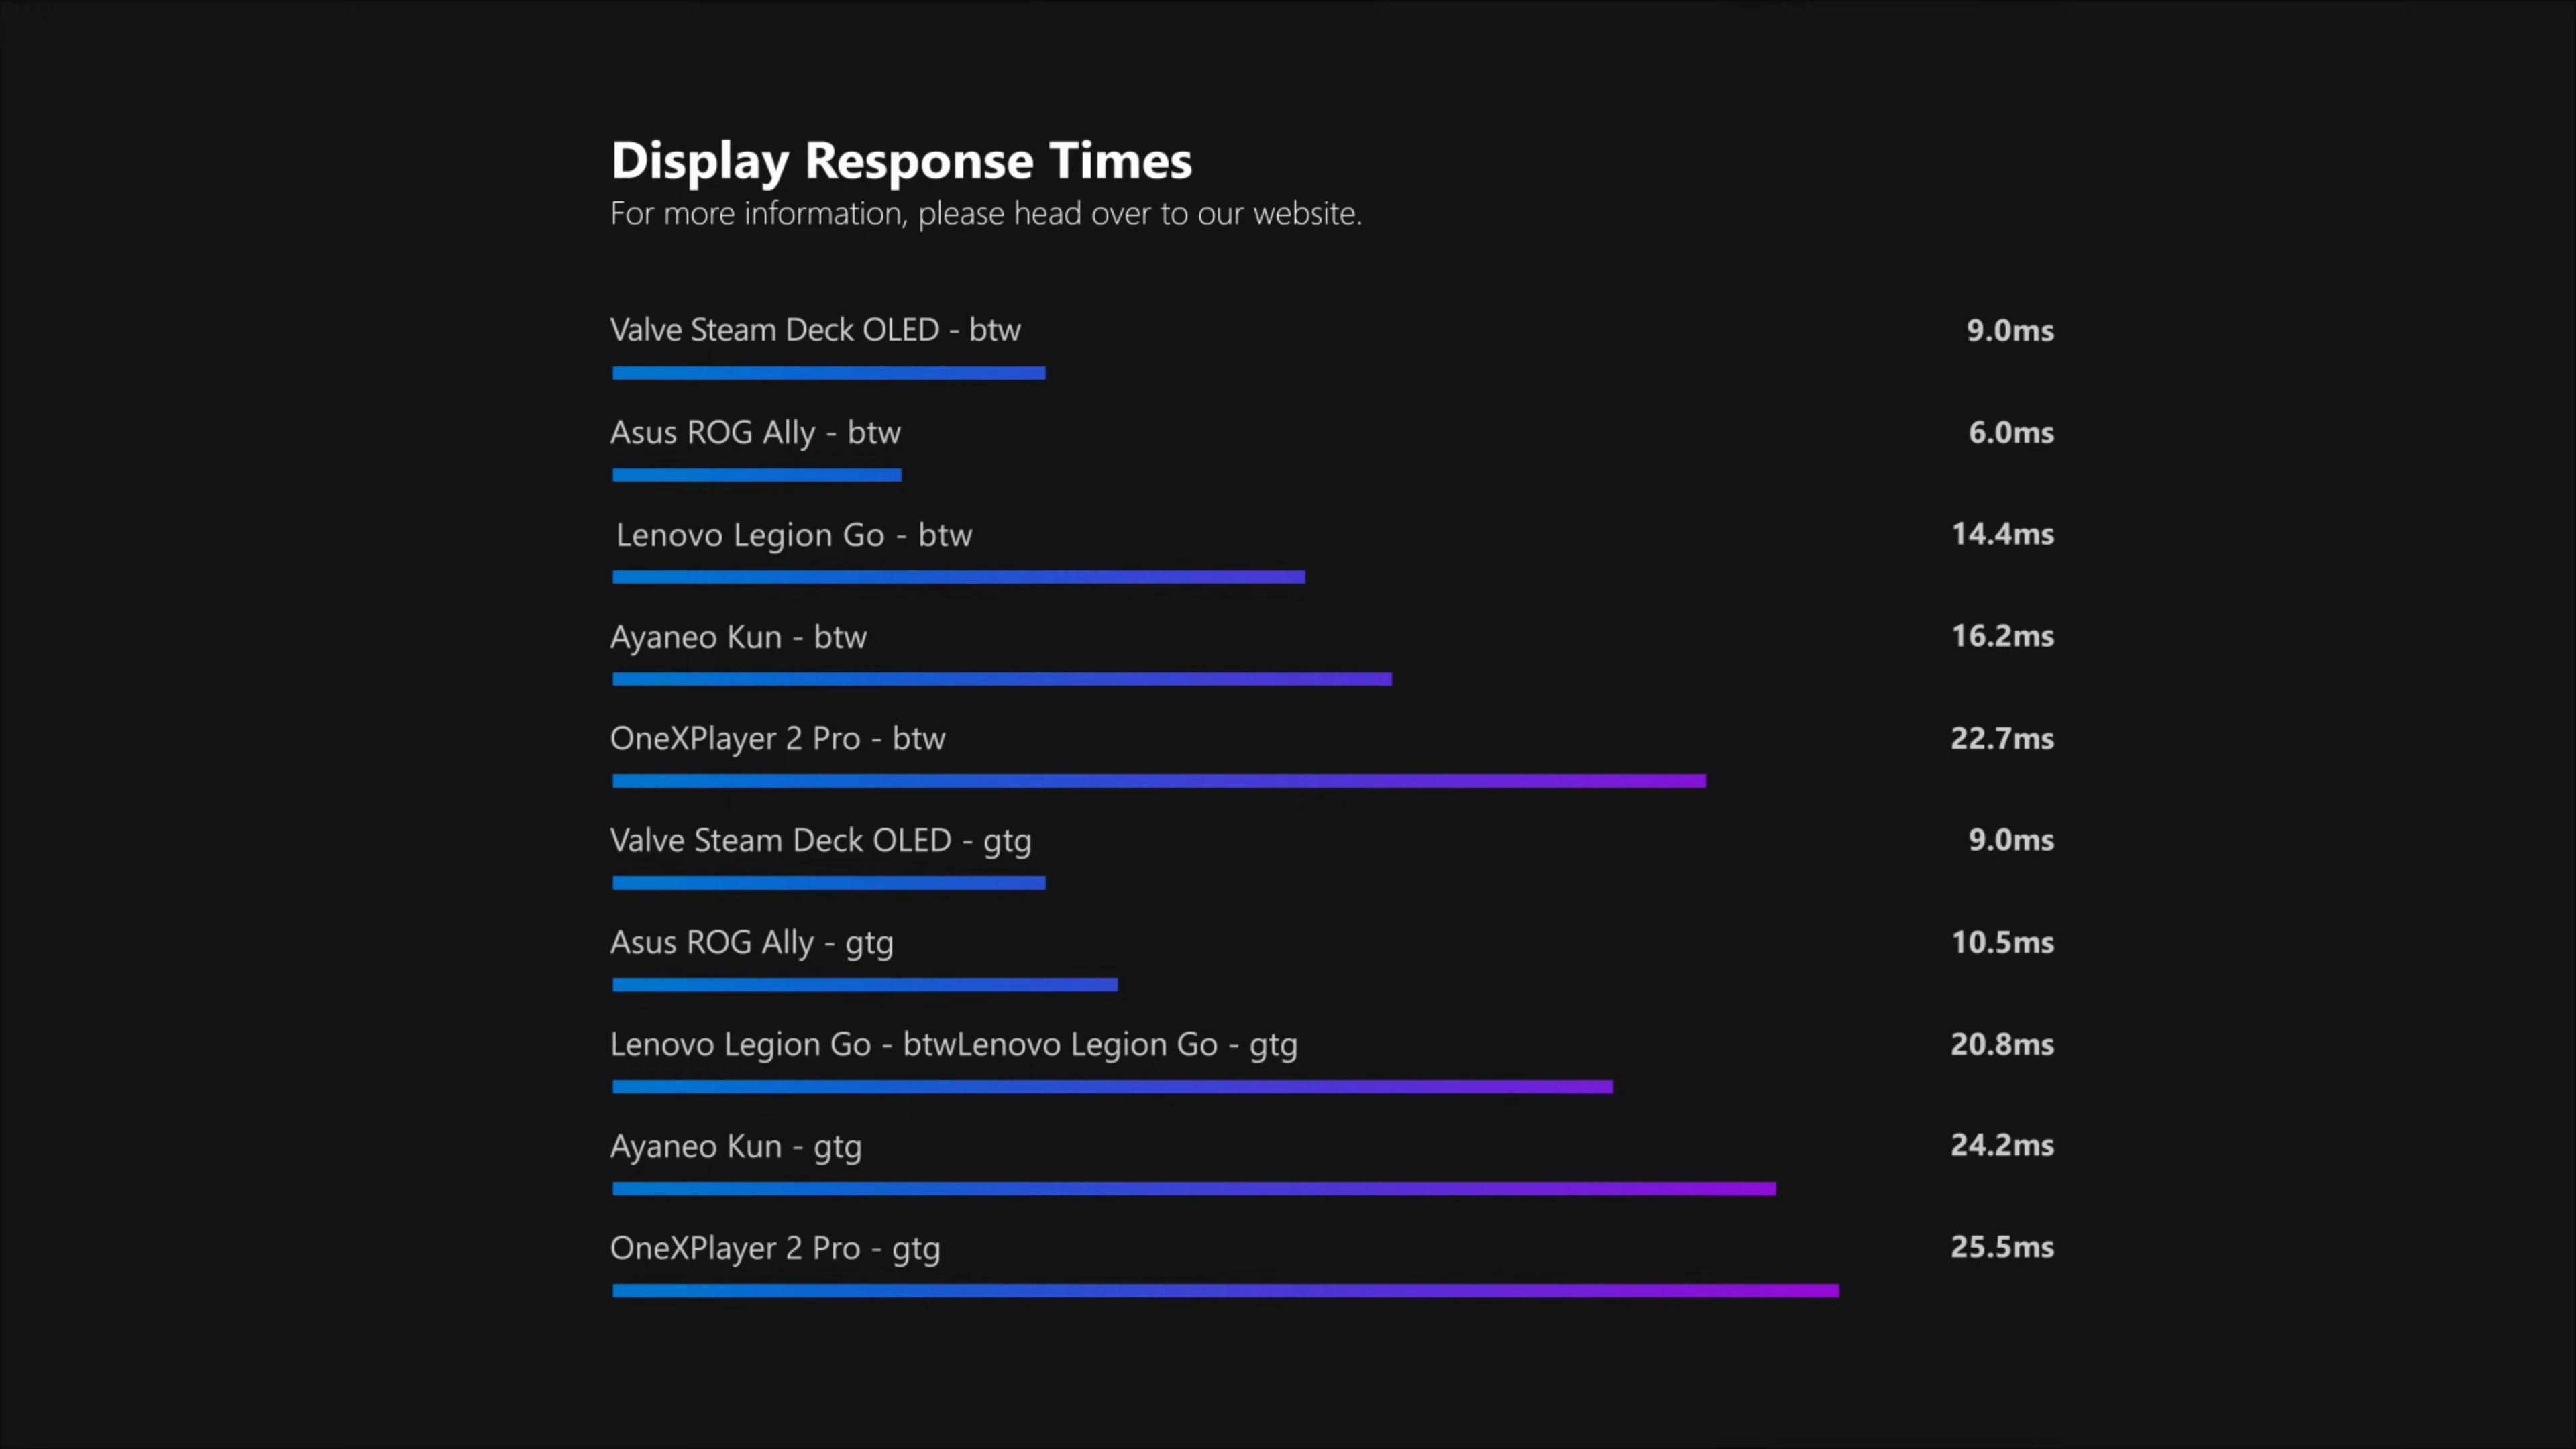 Display Response Times
For more information, please head over to our website.
Valve Steam Deck OLED - btw 9.0ms
Asus ROG Ally - btw 6.0ms
Lenovo Legion Go - btw 14.4ms
Ayaneo Kun - btw 16.2ms
OneXPlayer 2 Pro - btw 22.7ms
Valve Steam Deck OLED - gtg 9.0ms
Asus ROG Ally - gtg 10.5ms
Lenovo Legion Go - btwLenovo Legion Go - gtg 20.8ms
Ayaneo Kun - gtg 24.2ms
OneXPlayer 2 Pro - gtg 25.5ms